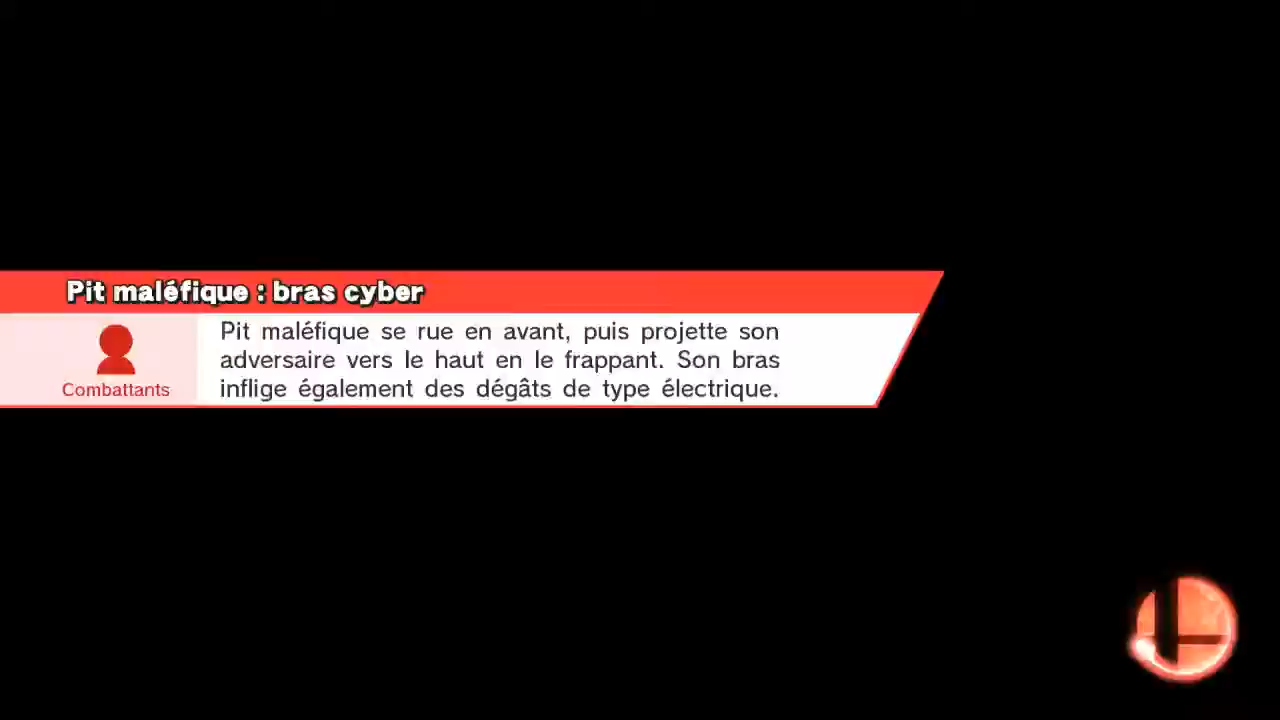 Pit maléfique : bras cyber
Combattants
Pit maléfique se rue en avant, puis projette son
adversaire vers le haut en le frappant. Son bras
inflige également des dégâts de type électrique.